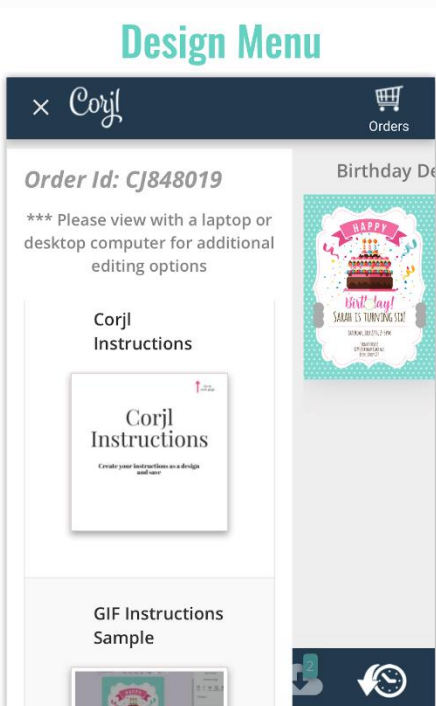 Design Menu
Corjl
Orders
Order Id: CJ848019
*** Please view with a laptop or
desktop computer for additional
editing options
Corjl
Instructions
Corjl
Instructions
Create your instructions as a design
and save
GIF Instructions
Sample
Birthday De
HAPPY
SARAH IS TURNING SIX!
2